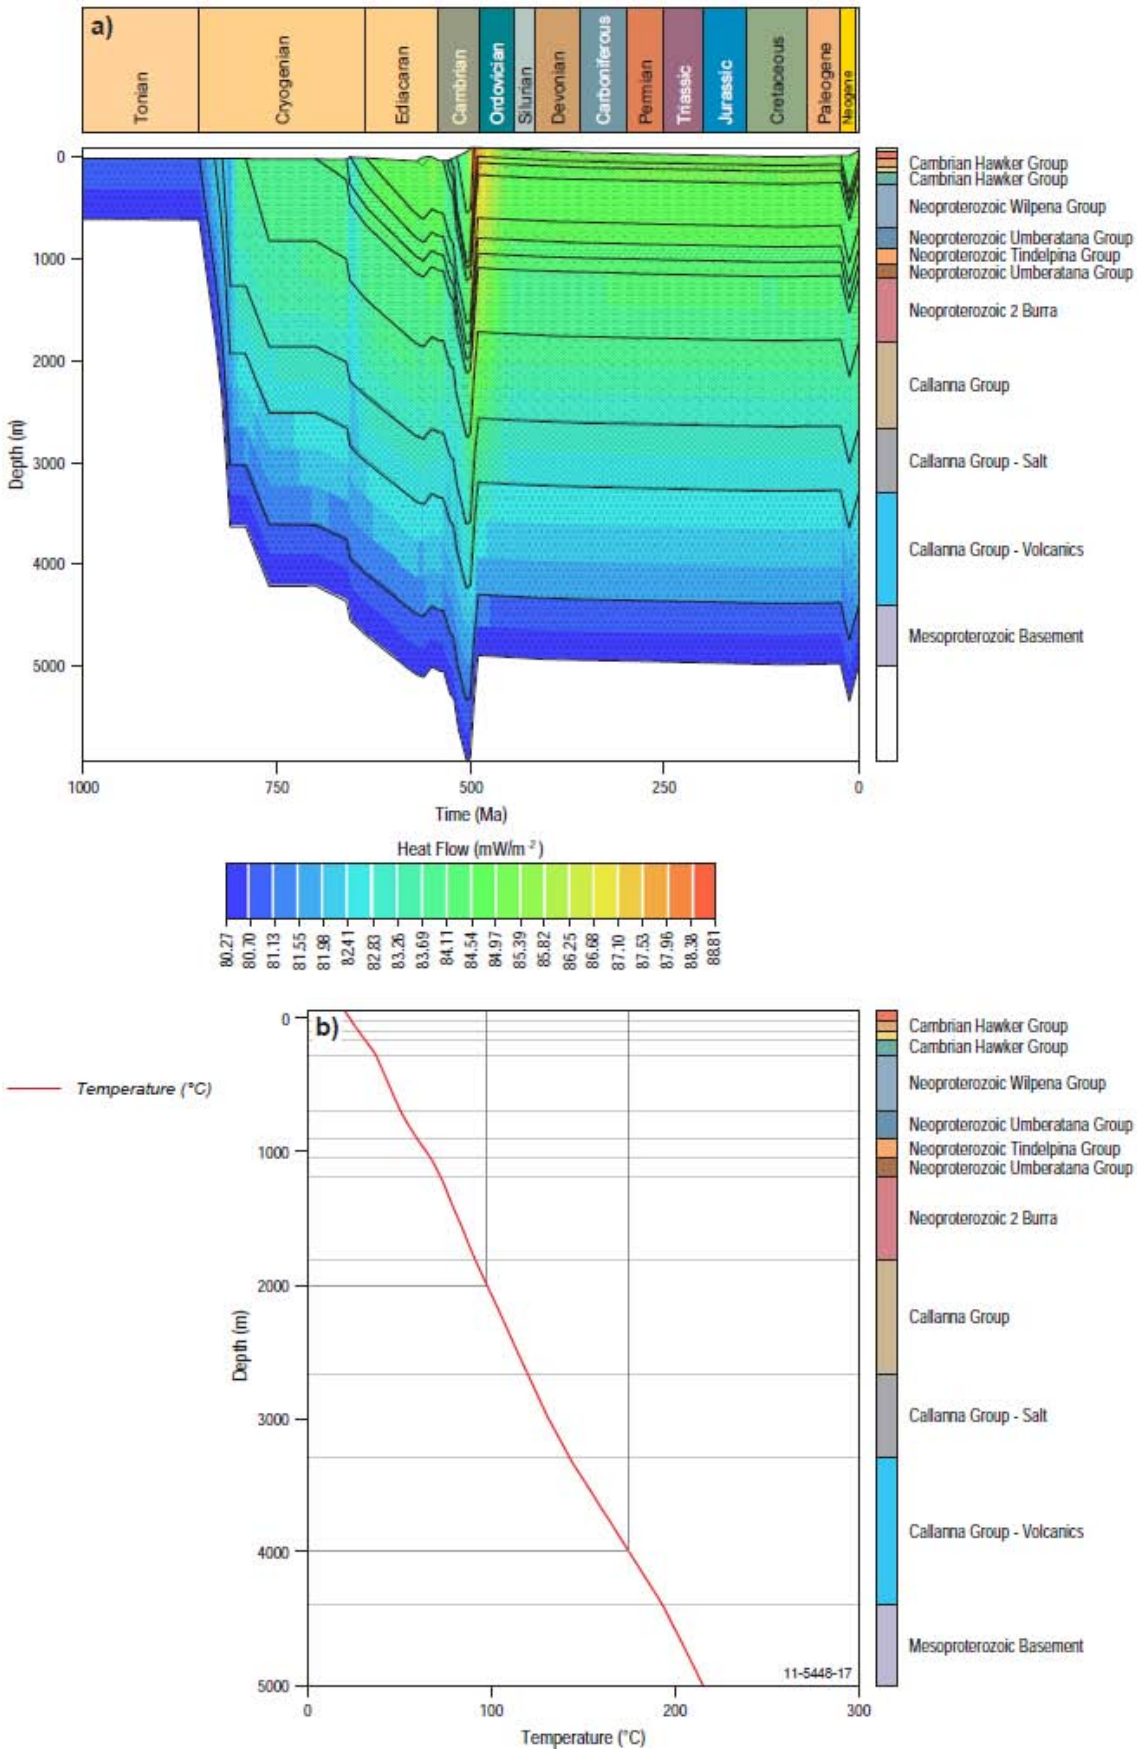 a)
Tonian
Cryogenian
Ediacaran
Cambrian
Ordovician
Silurian
Devonian
Carboniferous
Permian
Triassic
Jurassic
Cretaceous
Paleogene
Neogene
0
1000
2000
3000
4000
5000
Depth (m)
1000
750
500
250
0
Time (Ma)
Cambrian Hawker Group
Cambrian Hawker Group
Neoproterozoic Wilpena Group
Neoproterozoic Umberatana Group
Neoproterozoic Tindelpina Group
Neoproterozoic Umberatana Group
Neoproterozoic 2 Burra
Callanna Group
Callanna Group - Salt
Callanna Group - Volcanics
Mesoproterozoic Basement
Heat Flow (mW/m⁻²)
80.27
80.70
81.13
81.55
81.98
82.41
82.83
83.26
83.69
84.11
84.54
84.97
85.39
85.82
86.25
86.68
87.10
87.53
87.96
88.38
88.81
b)
Temperature (°C)
0
1000
2000
3000
4000
5000
Depth (m)
0
100
200
300
Temperature (°C)
11-5448-17
Cambrian Hawker Group
Cambrian Hawker Group
Neoproterozoic Wilpena Group
Neoproterozoic Umberatana Group
Neoproterozoic Tindelpina Group
Neoproterozoic Umberatana Group
Neoproterozoic 2 Burra
Callanna Group
Callanna Group - Salt
Callanna Group - Volcanics
Mesoproterozoic Basement